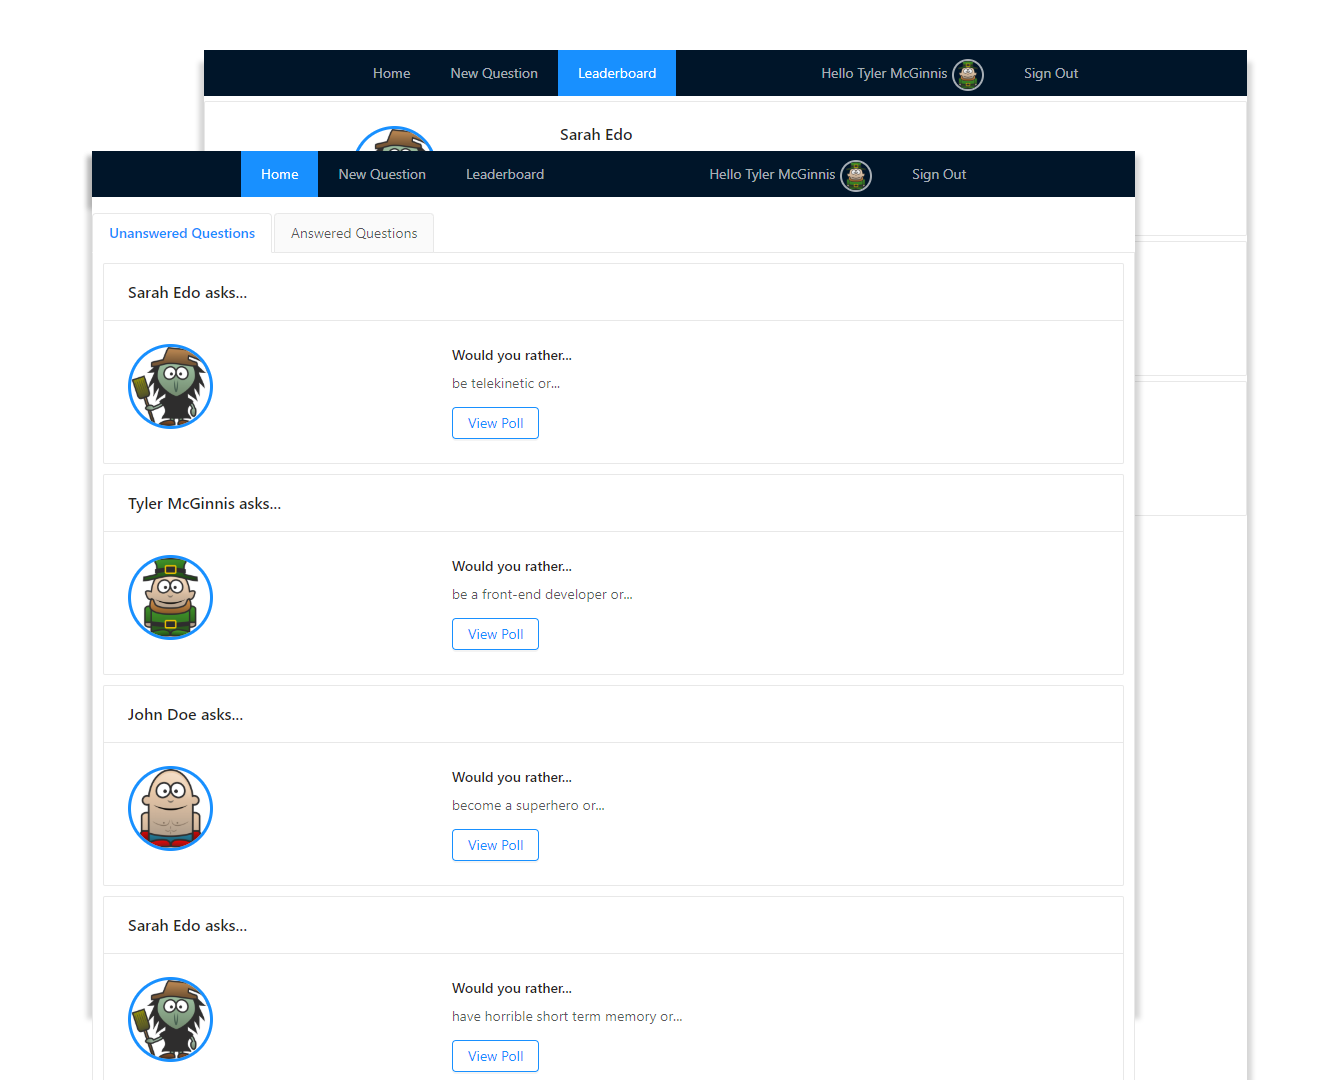 Home New Question Leaderboard Hello Tyler McGinnis Sign Out
Sarah Edo
Home New Question Leaderboard Hello Tyler McGinnis Sign Out
Unanswered Questions Answered Questions
Sarah Edo asks...
Would you rather...
be telekinetic or...
View Poll
Tyler McGinnis asks...
Would you rather...
be a front-end developer or...
View Poll
John Doe asks...
Would you rather...
become a superhero or...
View Poll
Sarah Edo asks...
Would you rather...
have horrible short term memory or...
View Poll